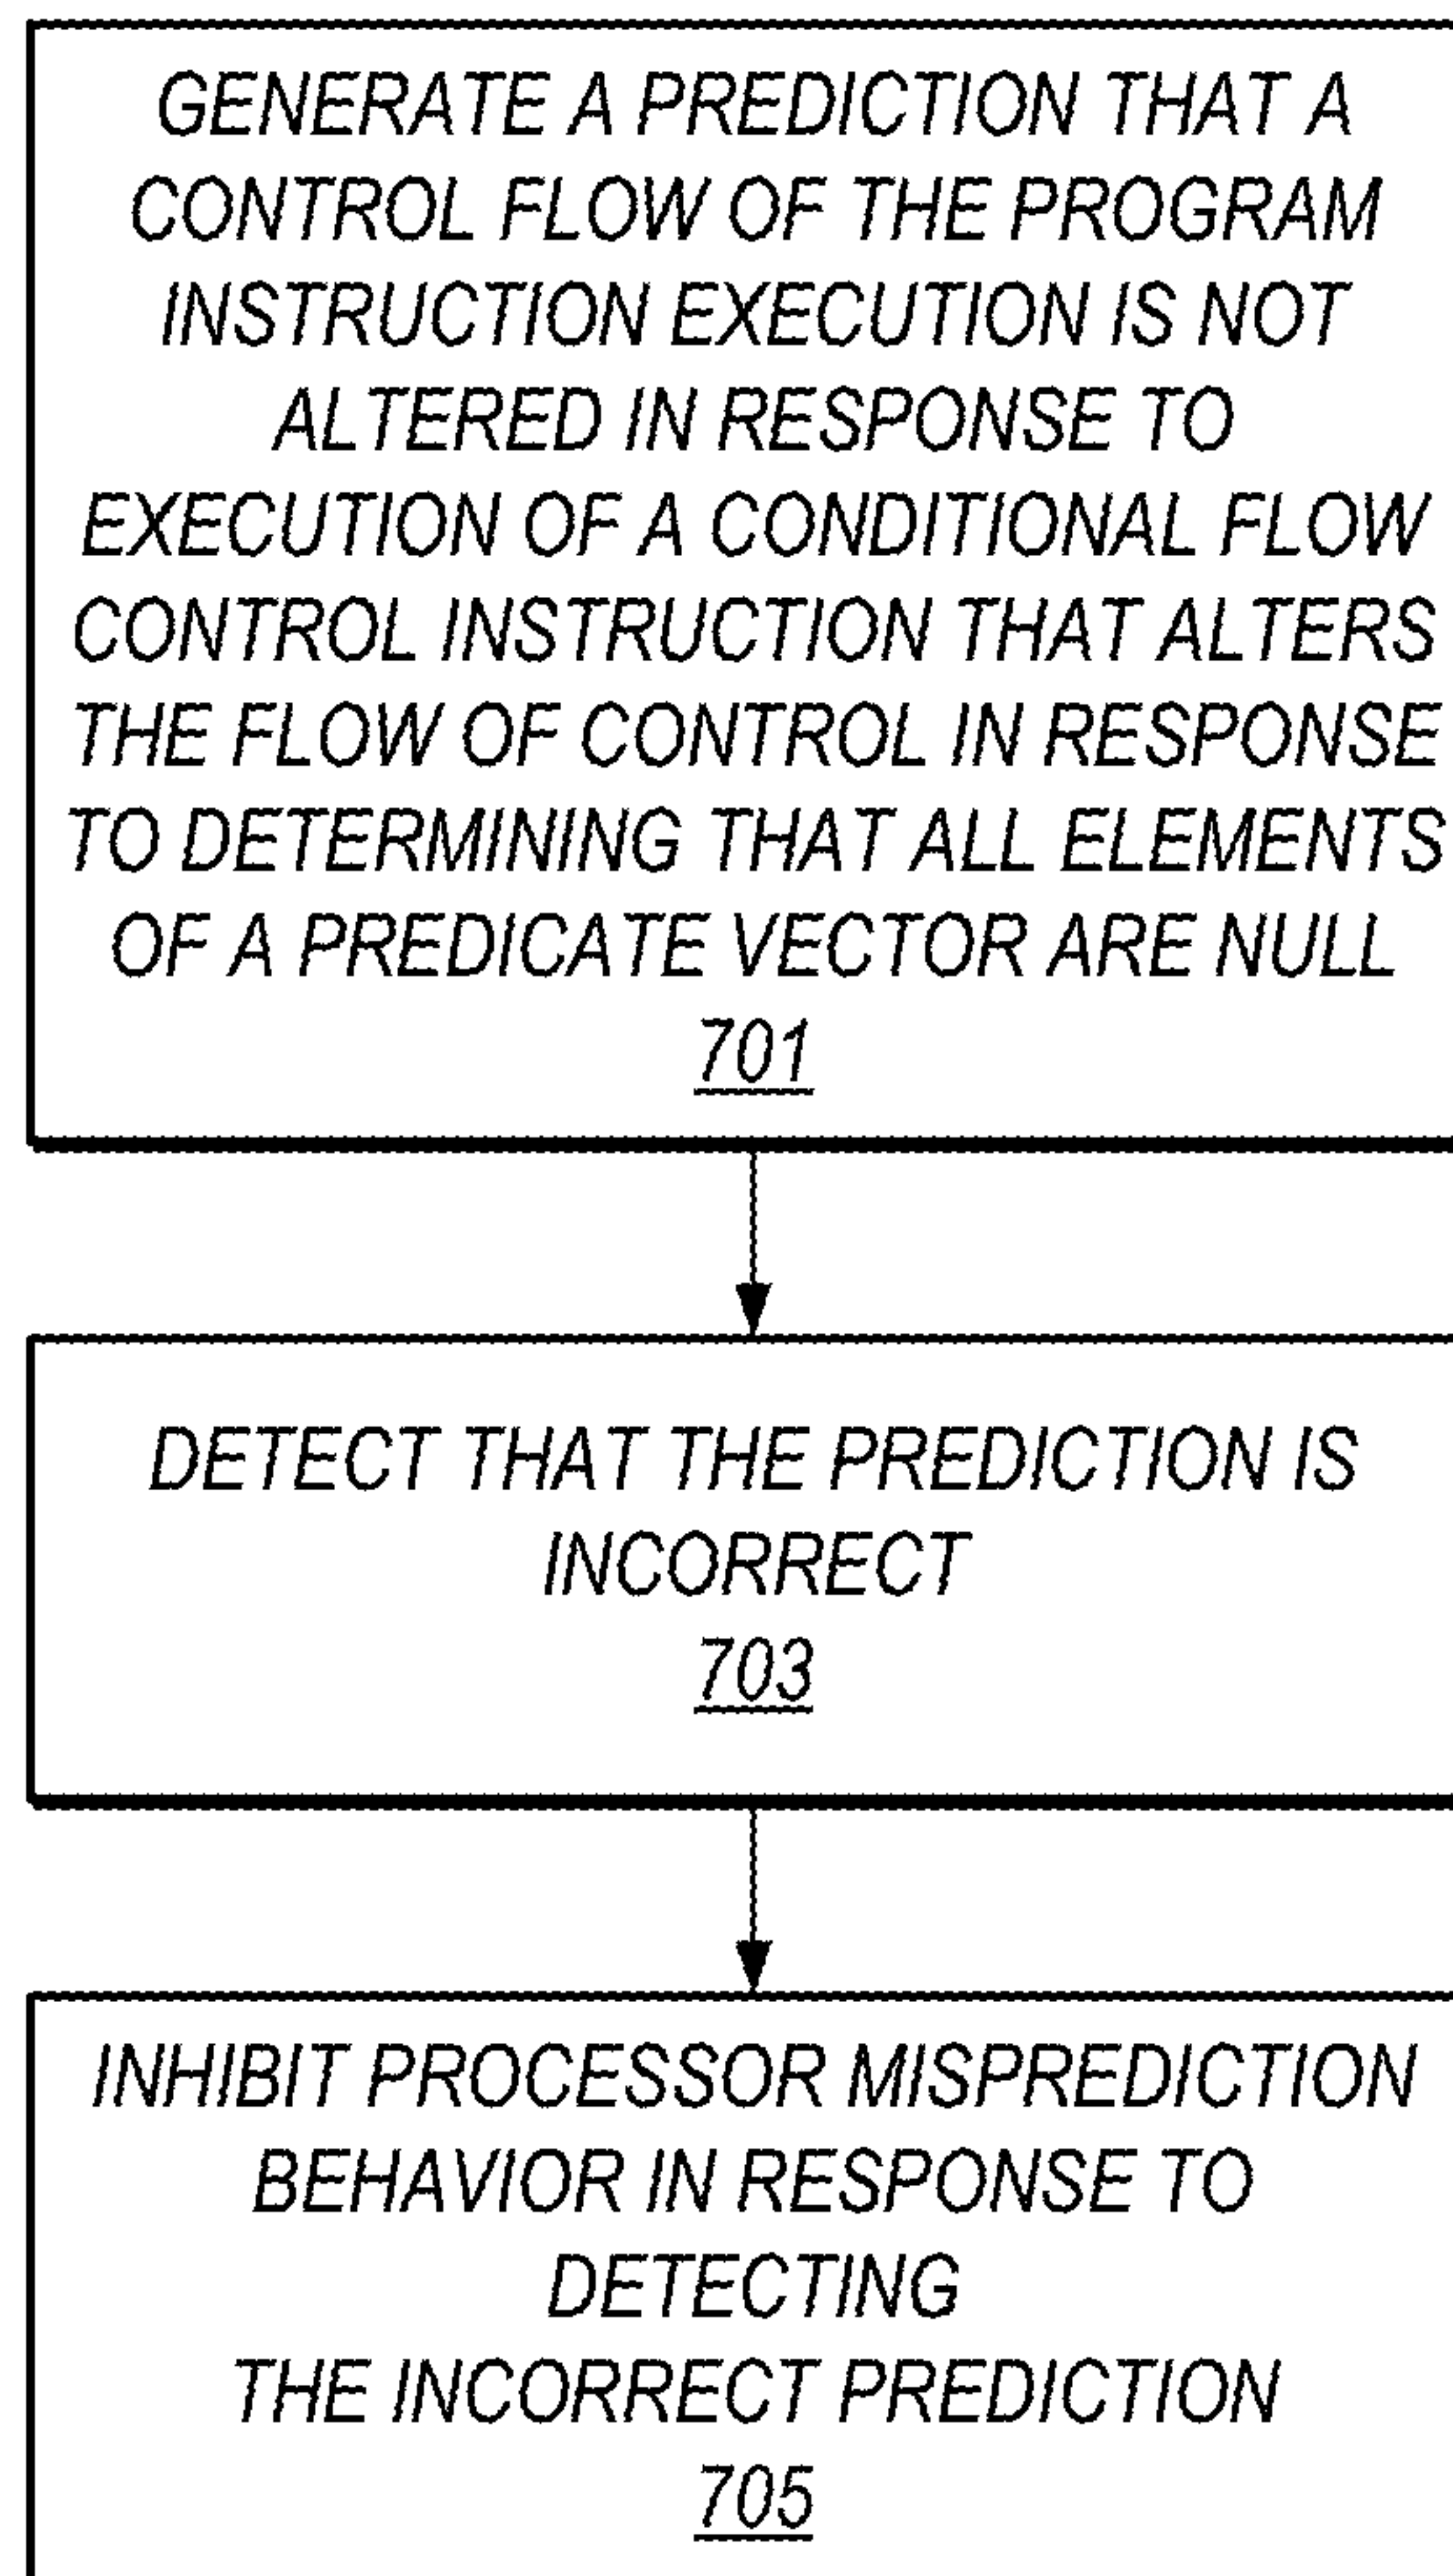 GENERATE A PREDICTION THAT A
CONTROL FLOW OF THE PROGRAM
INSTRUCTION EXECUTION IS NOT
ALTERED IN RESPONSE TO
EXECUTION OF A CONDITIONAL FLOW
CONTROL INSTRUCTION THAT ALTERS
THE FLOW OF CONTROL IN RESPONSE
TO DETERMINING THAT ALL ELEMENTS
OF A PREDICATE VECTOR ARE NULL
701
DETECT THAT THE PREDICTION IS
INCORRECT
703
INHIBIT PROCESSOR MISPREDICTION
BEHAVIOR IN RESPONSE TO
DETECTING
THE INCORRECT PREDICTION
705